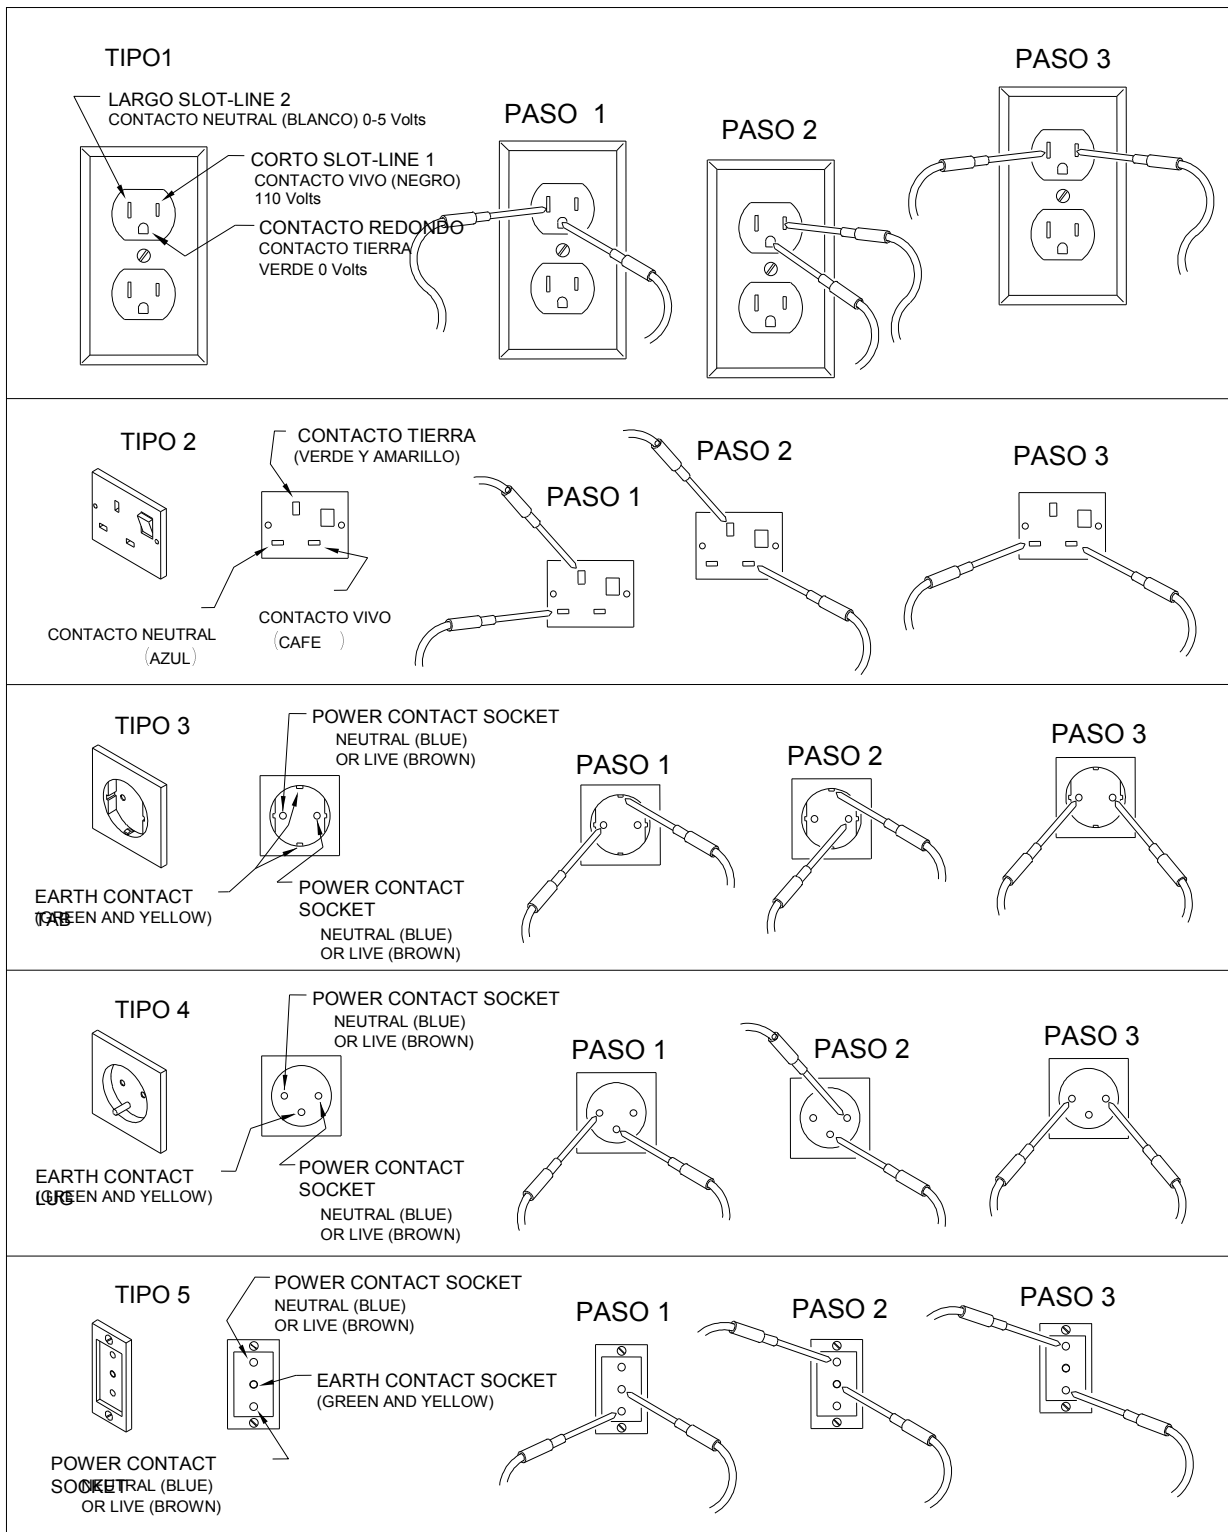 TIPO1
LARGO SLOT-LINE 2
CONTACTO NEUTRAL (BLANCO) 0-5 Volts
CORTO SLOT-LINE 1
CONTACTO VIVO (NEGRO)
110 Volts
CONTACTO REDONDO
CONTACTO TIERRA
VERDE 0 Volts
PASO 1
PASO 2
PASO 3
TIPO 2
CONTACTO TIERRA
(VERDE Y AMARILLO)
CONTACTO NEUTRAL
(AZUL)
CONTACTO VIVO
(CAFE )
PASO 1
PASO 2
PASO 3
TIPO 3
POWER CONTACT SOCKET
NEUTRAL (BLUE)
OR LIVE (BROWN)
EARTH CONTACT
TAB
(GREEN AND YELLOW)
POWER CONTACT
SOCKET
NEUTRAL (BLUE)
OR LIVE (BROWN)
PASO 1
PASO 2
PASO 3
TIPO 4
POWER CONTACT SOCKET
NEUTRAL (BLUE)
OR LIVE (BROWN)
EARTH CONTACT
LUG
(GREEN AND YELLOW)
POWER CONTACT
SOCKET
NEUTRAL (BLUE)
OR LIVE (BROWN)
PASO 1
PASO 2
PASO 3
TIPO 5
POWER CONTACT SOCKET
NEUTRAL (BLUE)
OR LIVE (BROWN)
EARTH CONTACT SOCKET
(GREEN AND YELLOW)
POWER CONTACT
SOCKET
NEUTRAL (BLUE)
OR LIVE (BROWN)
PASO 1
PASO 2
PASO 3